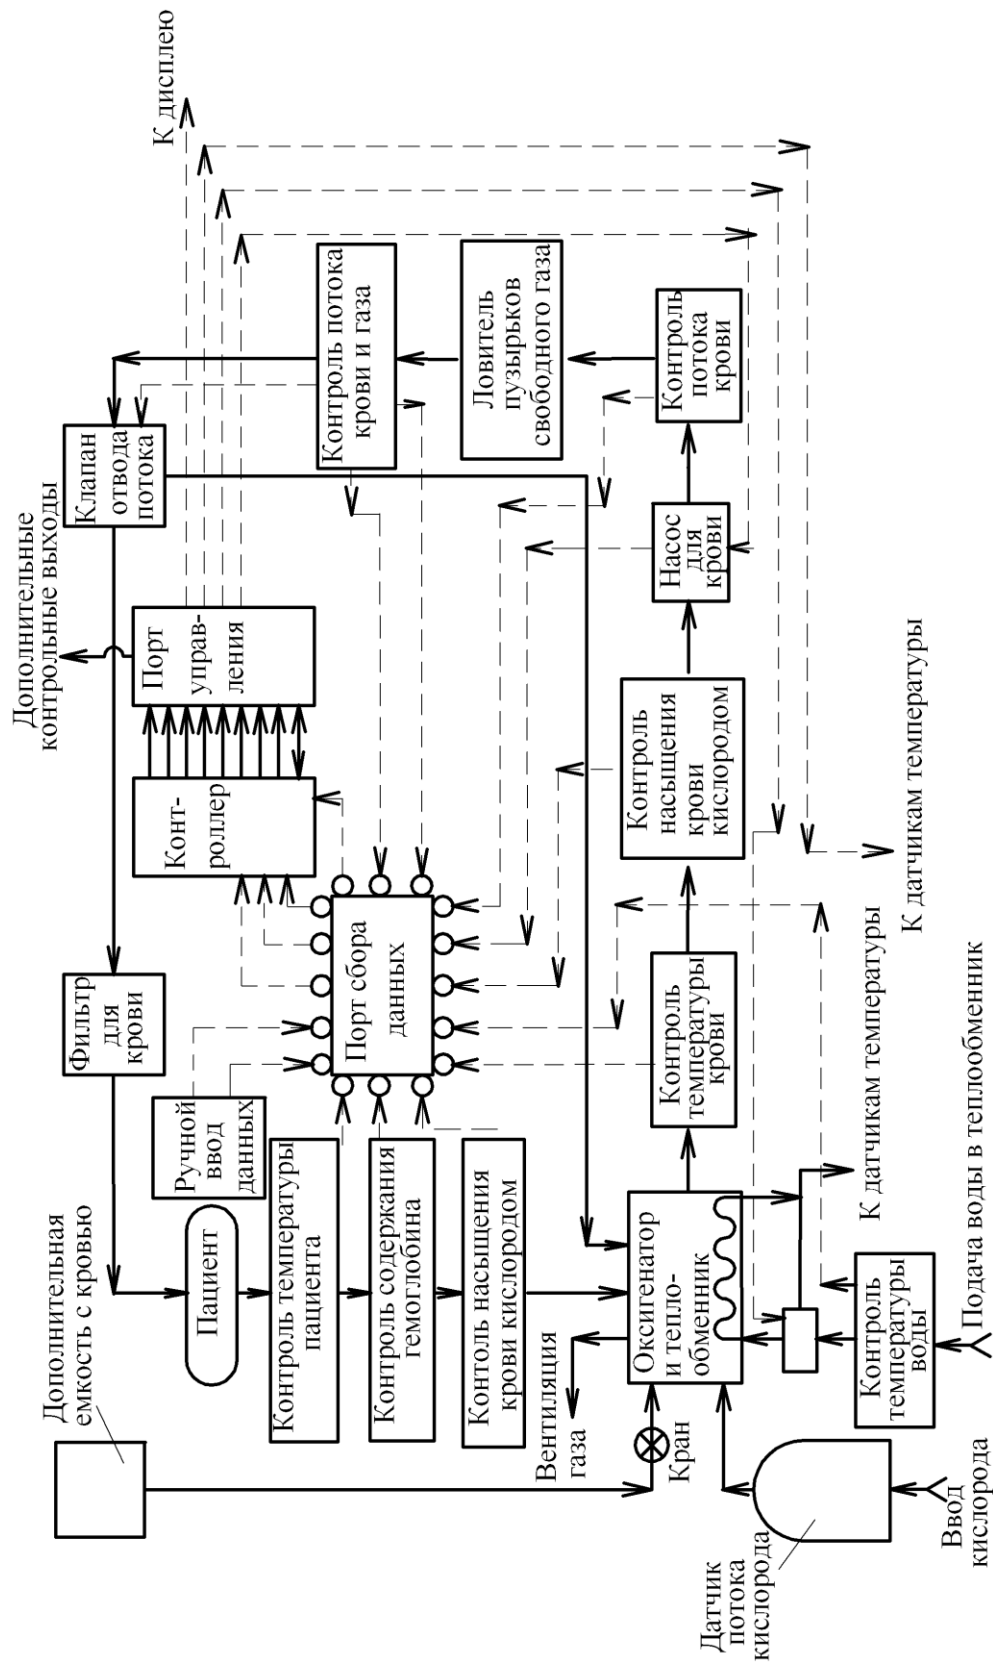 Дополнительная
емкость с кровью
Пациент
Ручной
ввод
данных
Фильтр
для
крови
Дополнительные
контрольные выходы
Клапан
отвода
потока
К дисплею
Контроль температуры
пациента
Контроль содержания
гемоглобина
Контоль насыщения
крови кислородом
Порт сбора
данных
Конт-
роллер
Порт
управ-
ления
Контроль потока
крови и газа
Ловитель
пузырьков
свободного газа
Вентиляция
газа
Кран
Оксигенатор
и тепло-
обменник
Контроль
температуры
крови
Контроль
насыщения
крови
кислородом
Насос
для
крови
Контроль
потока
крови
Датчик
потока
кислорода
Ввод
кислорода
Контроль
температуры
воды
Подача воды в теплообменник
К датчикам температуры
К датчикам температуры